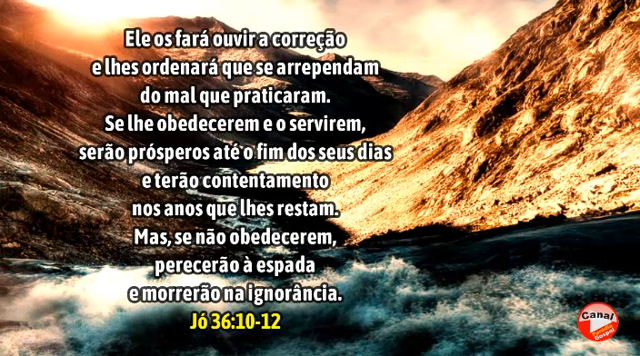 Ele os fará ouvir a correção
e lhes ordenará que se arrependam
do mal que praticaram.
Se lhe obedecerem e o servirem,
serão prósperos até o fim dos seus dias
e terão contentamento
nos anos que lhes restam.
Mas, se não obedecerem,
perecerão à espada
e morrerão na ignorância.
Jó 36:10-12
Canal
Gospel